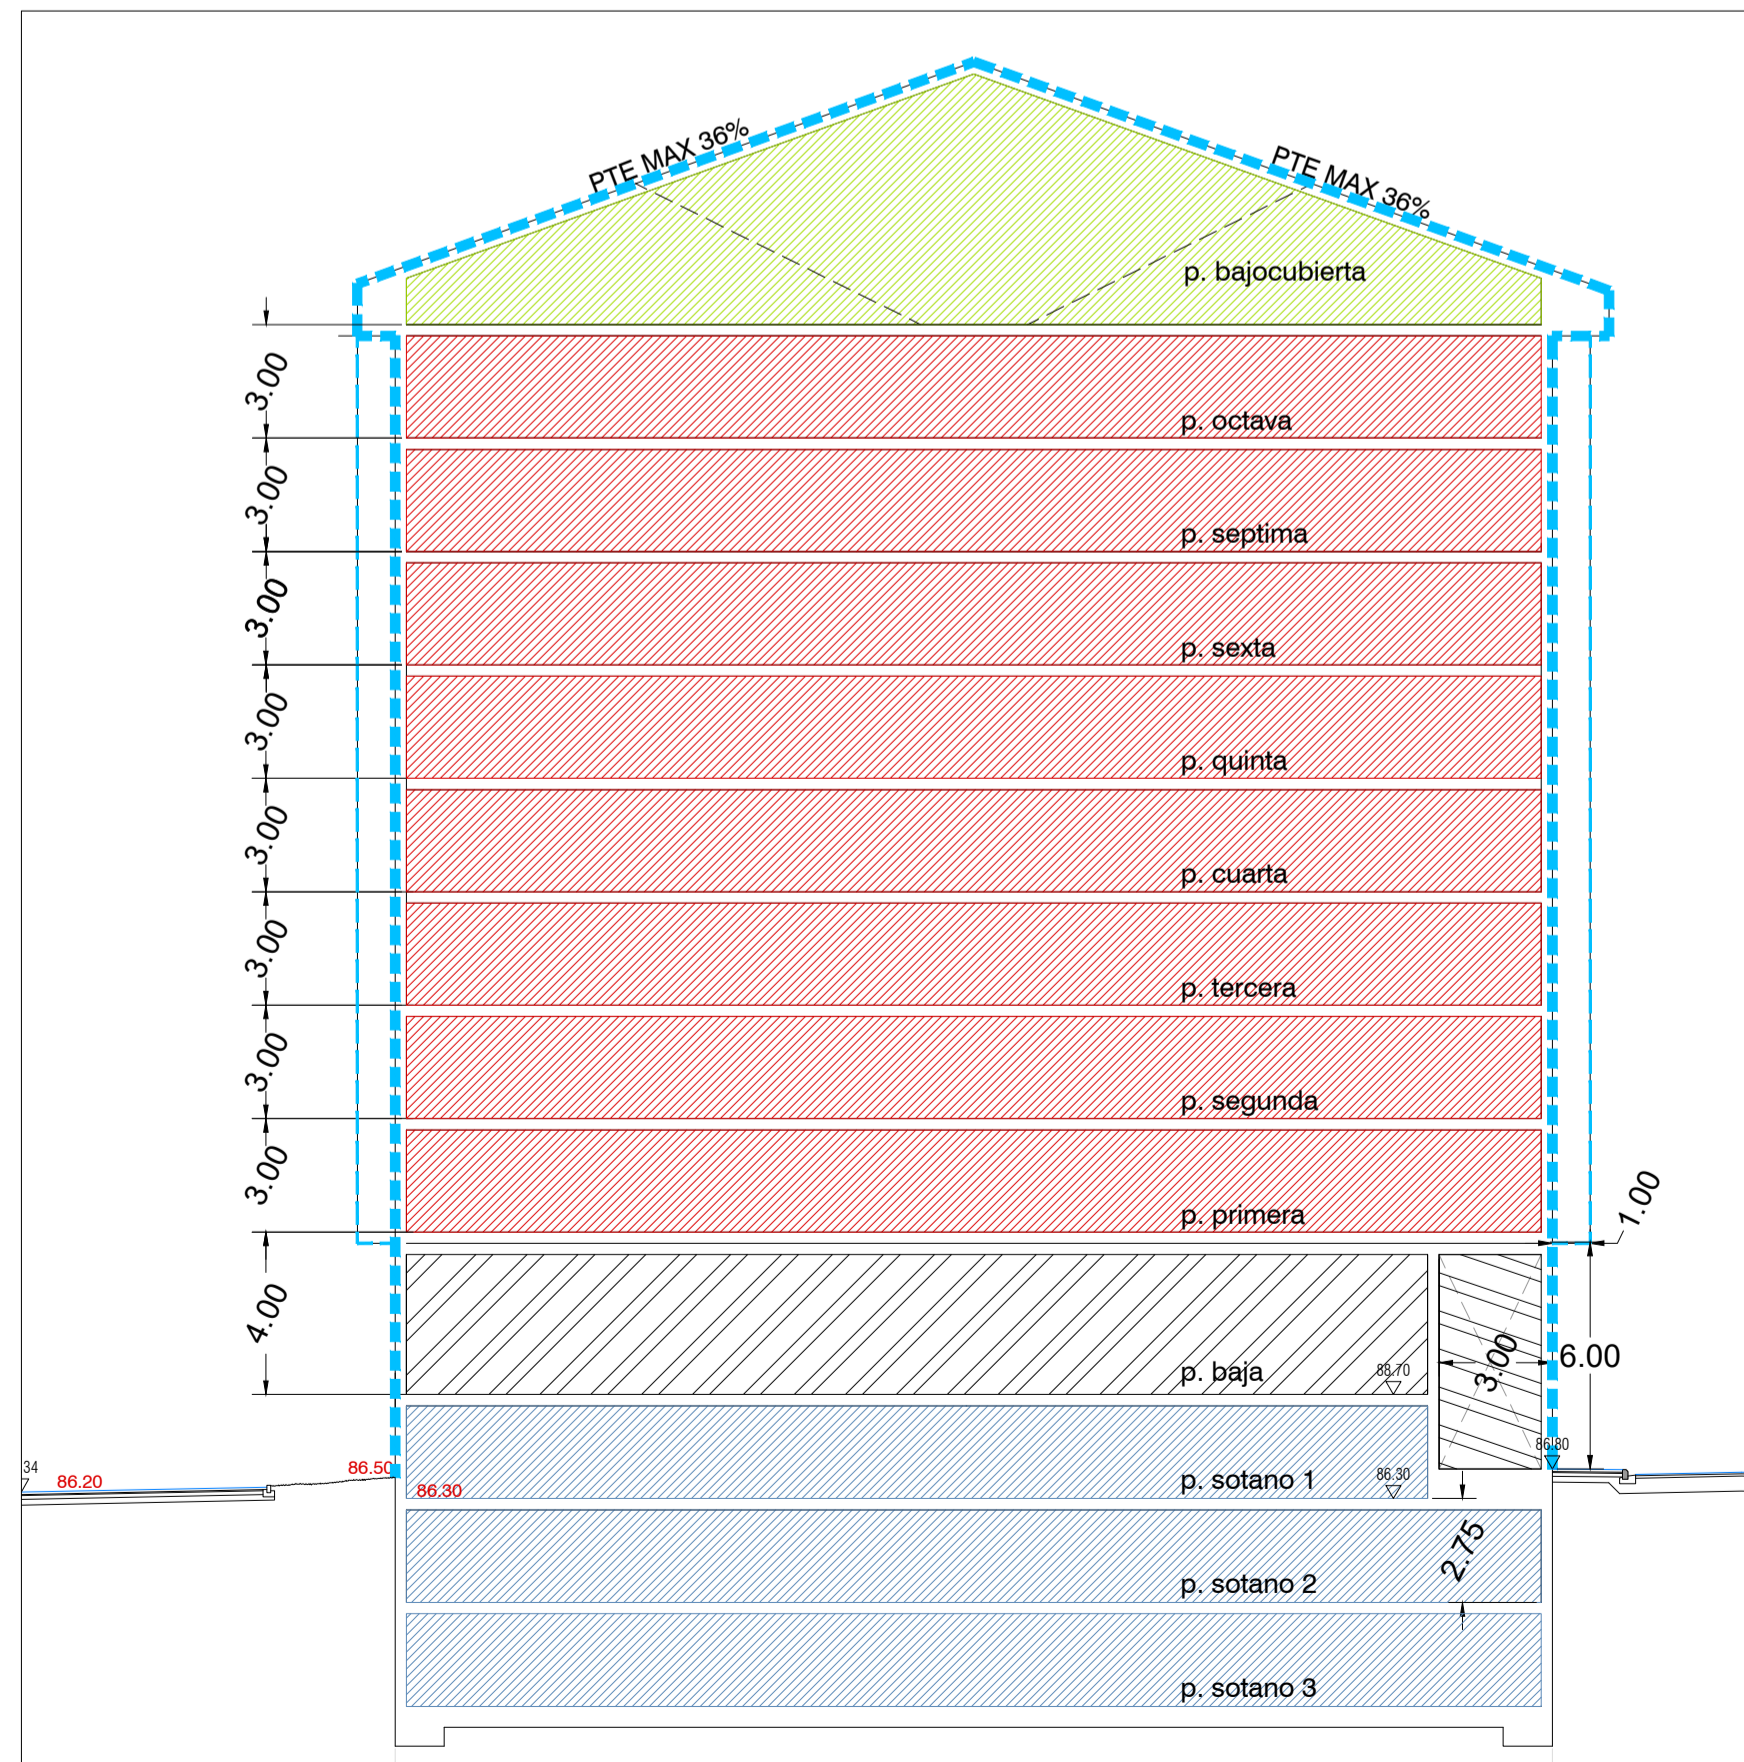 PTE MAX 36%
PTE MAX 36%
p. bajocubierta
3.00
p. octava
3.00
p. septima
3.00
p. sexta
3.00
p. quinta
3.00
p. cuarta
3.00
p. tercera
3.00
p. segunda
3.00
p. primera
1.00
4.00
3.00
6.00
p. baja
88.70
86.80
34
86.20
86.50
86.30
p. sotano 1
86.30
2.75
p. sotano 2
p. sotano 3